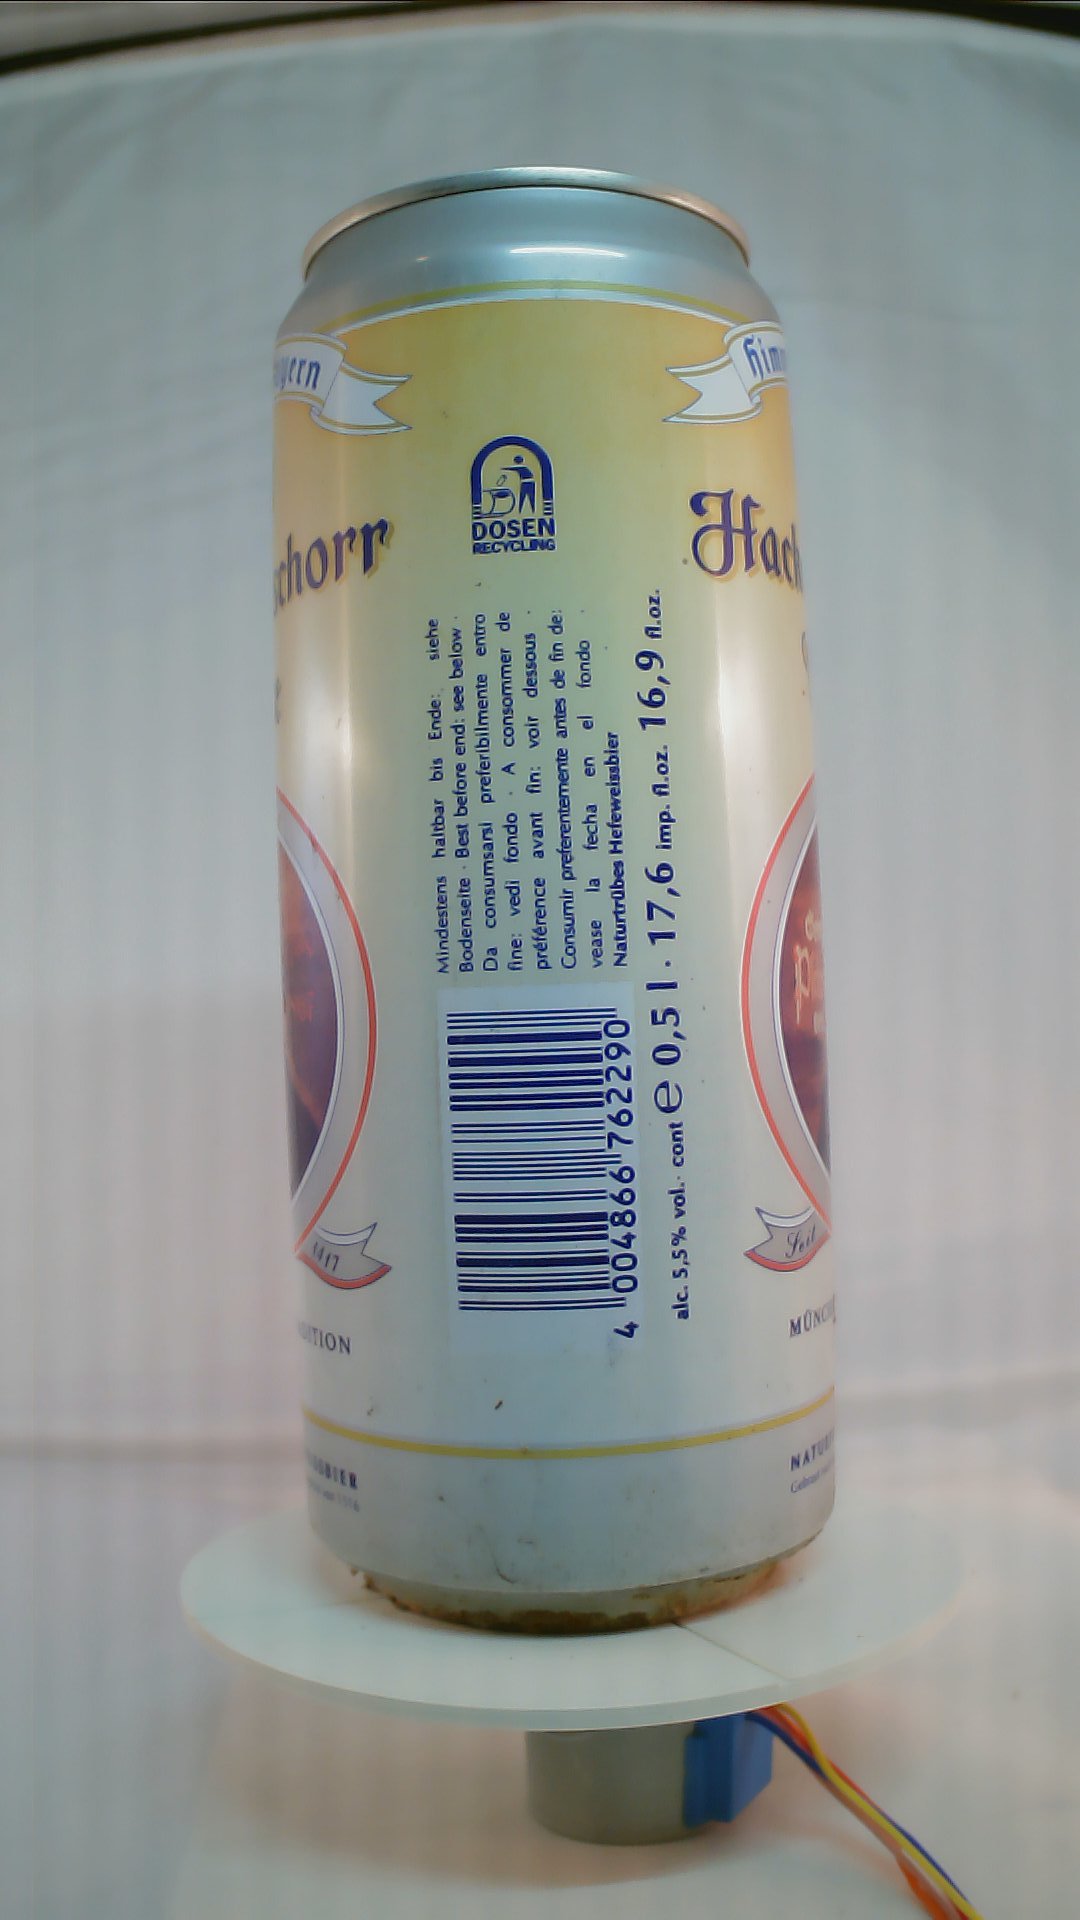 DOSEN
RECYCLING
schorr
Mindestens haltbar bis Ende: siehe
Bodenseite · Best before end: see below ·
Da consumarsi preferibilmente entro
fine: vedi fondo · A consommer de
préférence avant fin: voir dessous ·
Consumir preferentemente antes de fin de:
vease la fecha en el fondo ·
Naturtrübes Hefeweissbier
alc. 5,5% vol. · cont e 0,5 l · 17,6 imp. fl.oz. 16,9 fl.oz.
4 004866 762290
1417
Seit